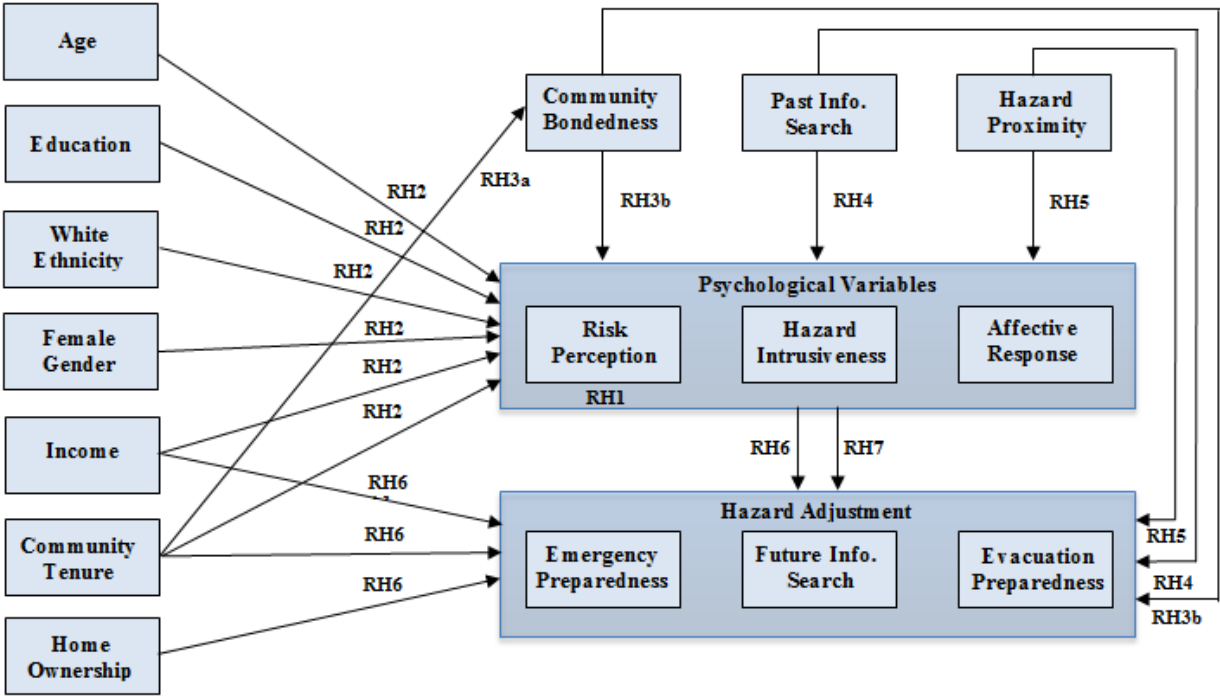 Age
Education
White
Ethnicity
Female
Gender
Income
Community
Tenure
Home
Ownership
Community
Bondedness
Past Info.
Search
Hazard
Proximity
RH3a
RH2
RH2
RH2
RH2
RH2
RH2
RH6
RH6
RH6
RH3b
RH4
RH5
Psychological Variables
Risk
Perception
Hazard
Intrusiveness
Affective
Response
RH1
RH6
RH7
Hazard Adjustment
Emergency
Preparedness
Future Info.
Search
Evacuation
Preparedness
RH5
RH4
RH3b